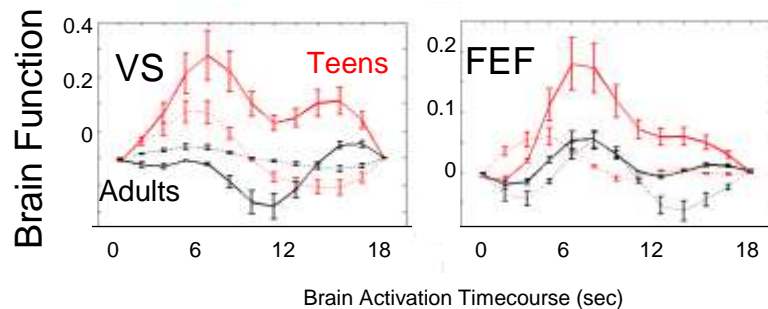 Brain Function
0.4
0.2
0
VS
Teens
Adults
0 6 12 18
FEF
0.2
0.1
0
0 6 12 18
Brain Activation Timecourse (sec)